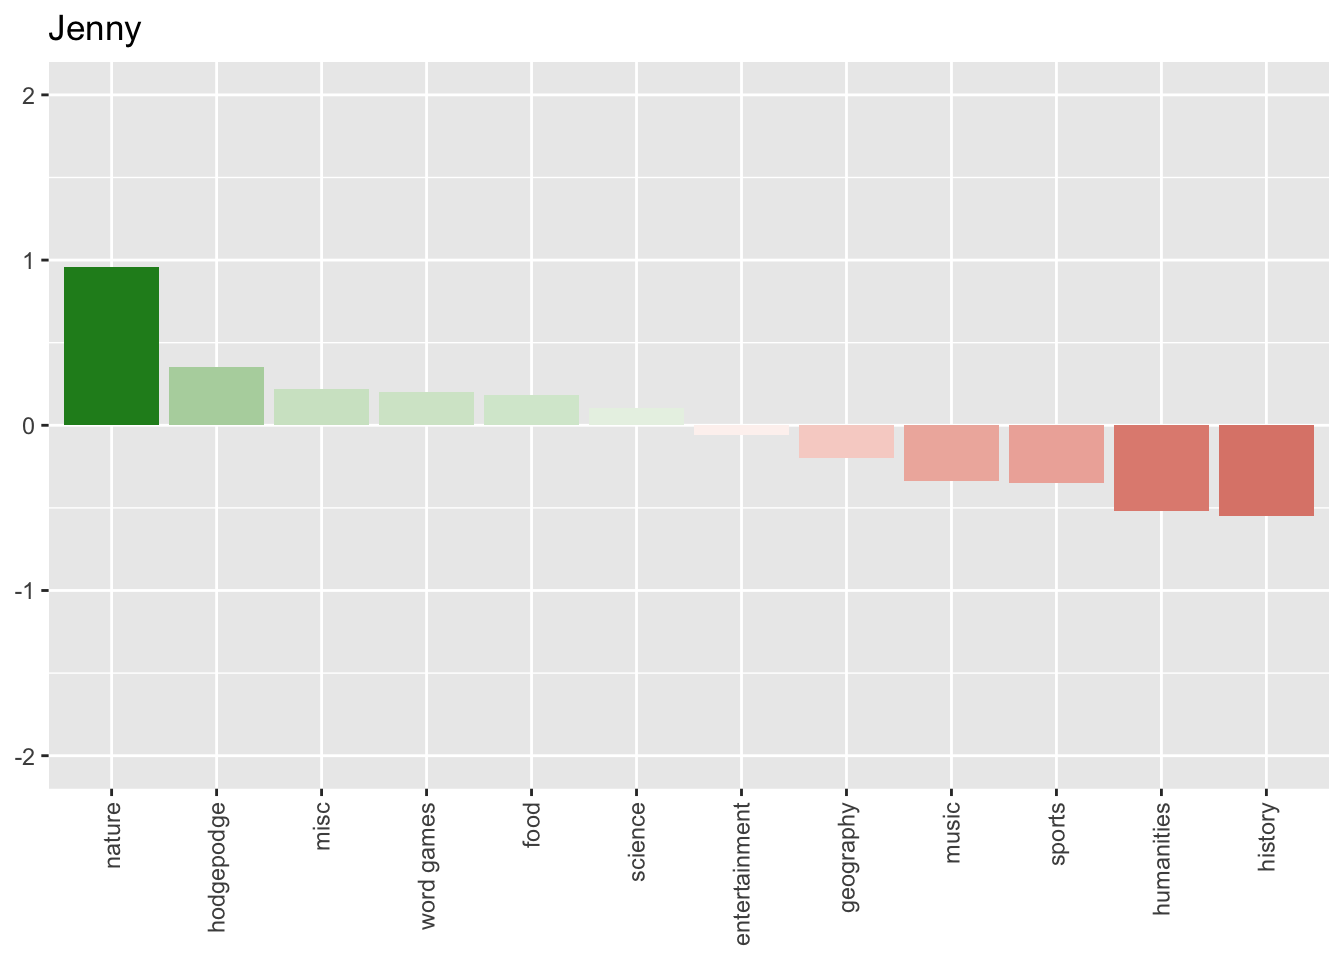 Jenny
2
1
0
-1
-2
nature
hodgepodge
misc
word games
food
science
entertainment
geography
music
sports
humanities
history